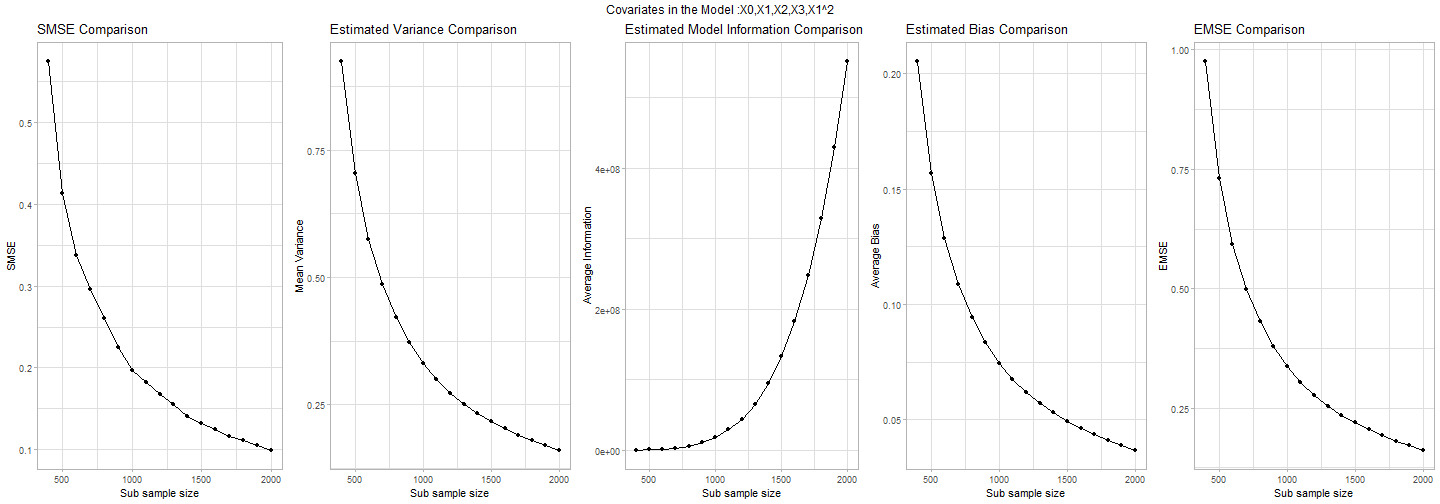 Covariates in the Model :X0,X1,X2,X3,X1^2
SMSE Comparison
SMSE
0.5
0.4
0.3
0.2
0.1
500 1000 1500 2000
Sub sample size
Estimated Variance Comparison
Mean Variance
0.75
0.50
0.25
500 1000 1500 2000
Sub sample size
Estimated Model Information Comparison
Average Information
4e+08
2e+08
0e+00
500 1000 1500 2000
Sub sample size
Estimated Bias Comparison
Average Bias
0.20
0.15
0.10
0.05
500 1000 1500 2000
Sub sample size
EMSE Comparison
EMSE
1.00
0.75
0.50
0.25
500 1000 1500 2000
Sub sample size